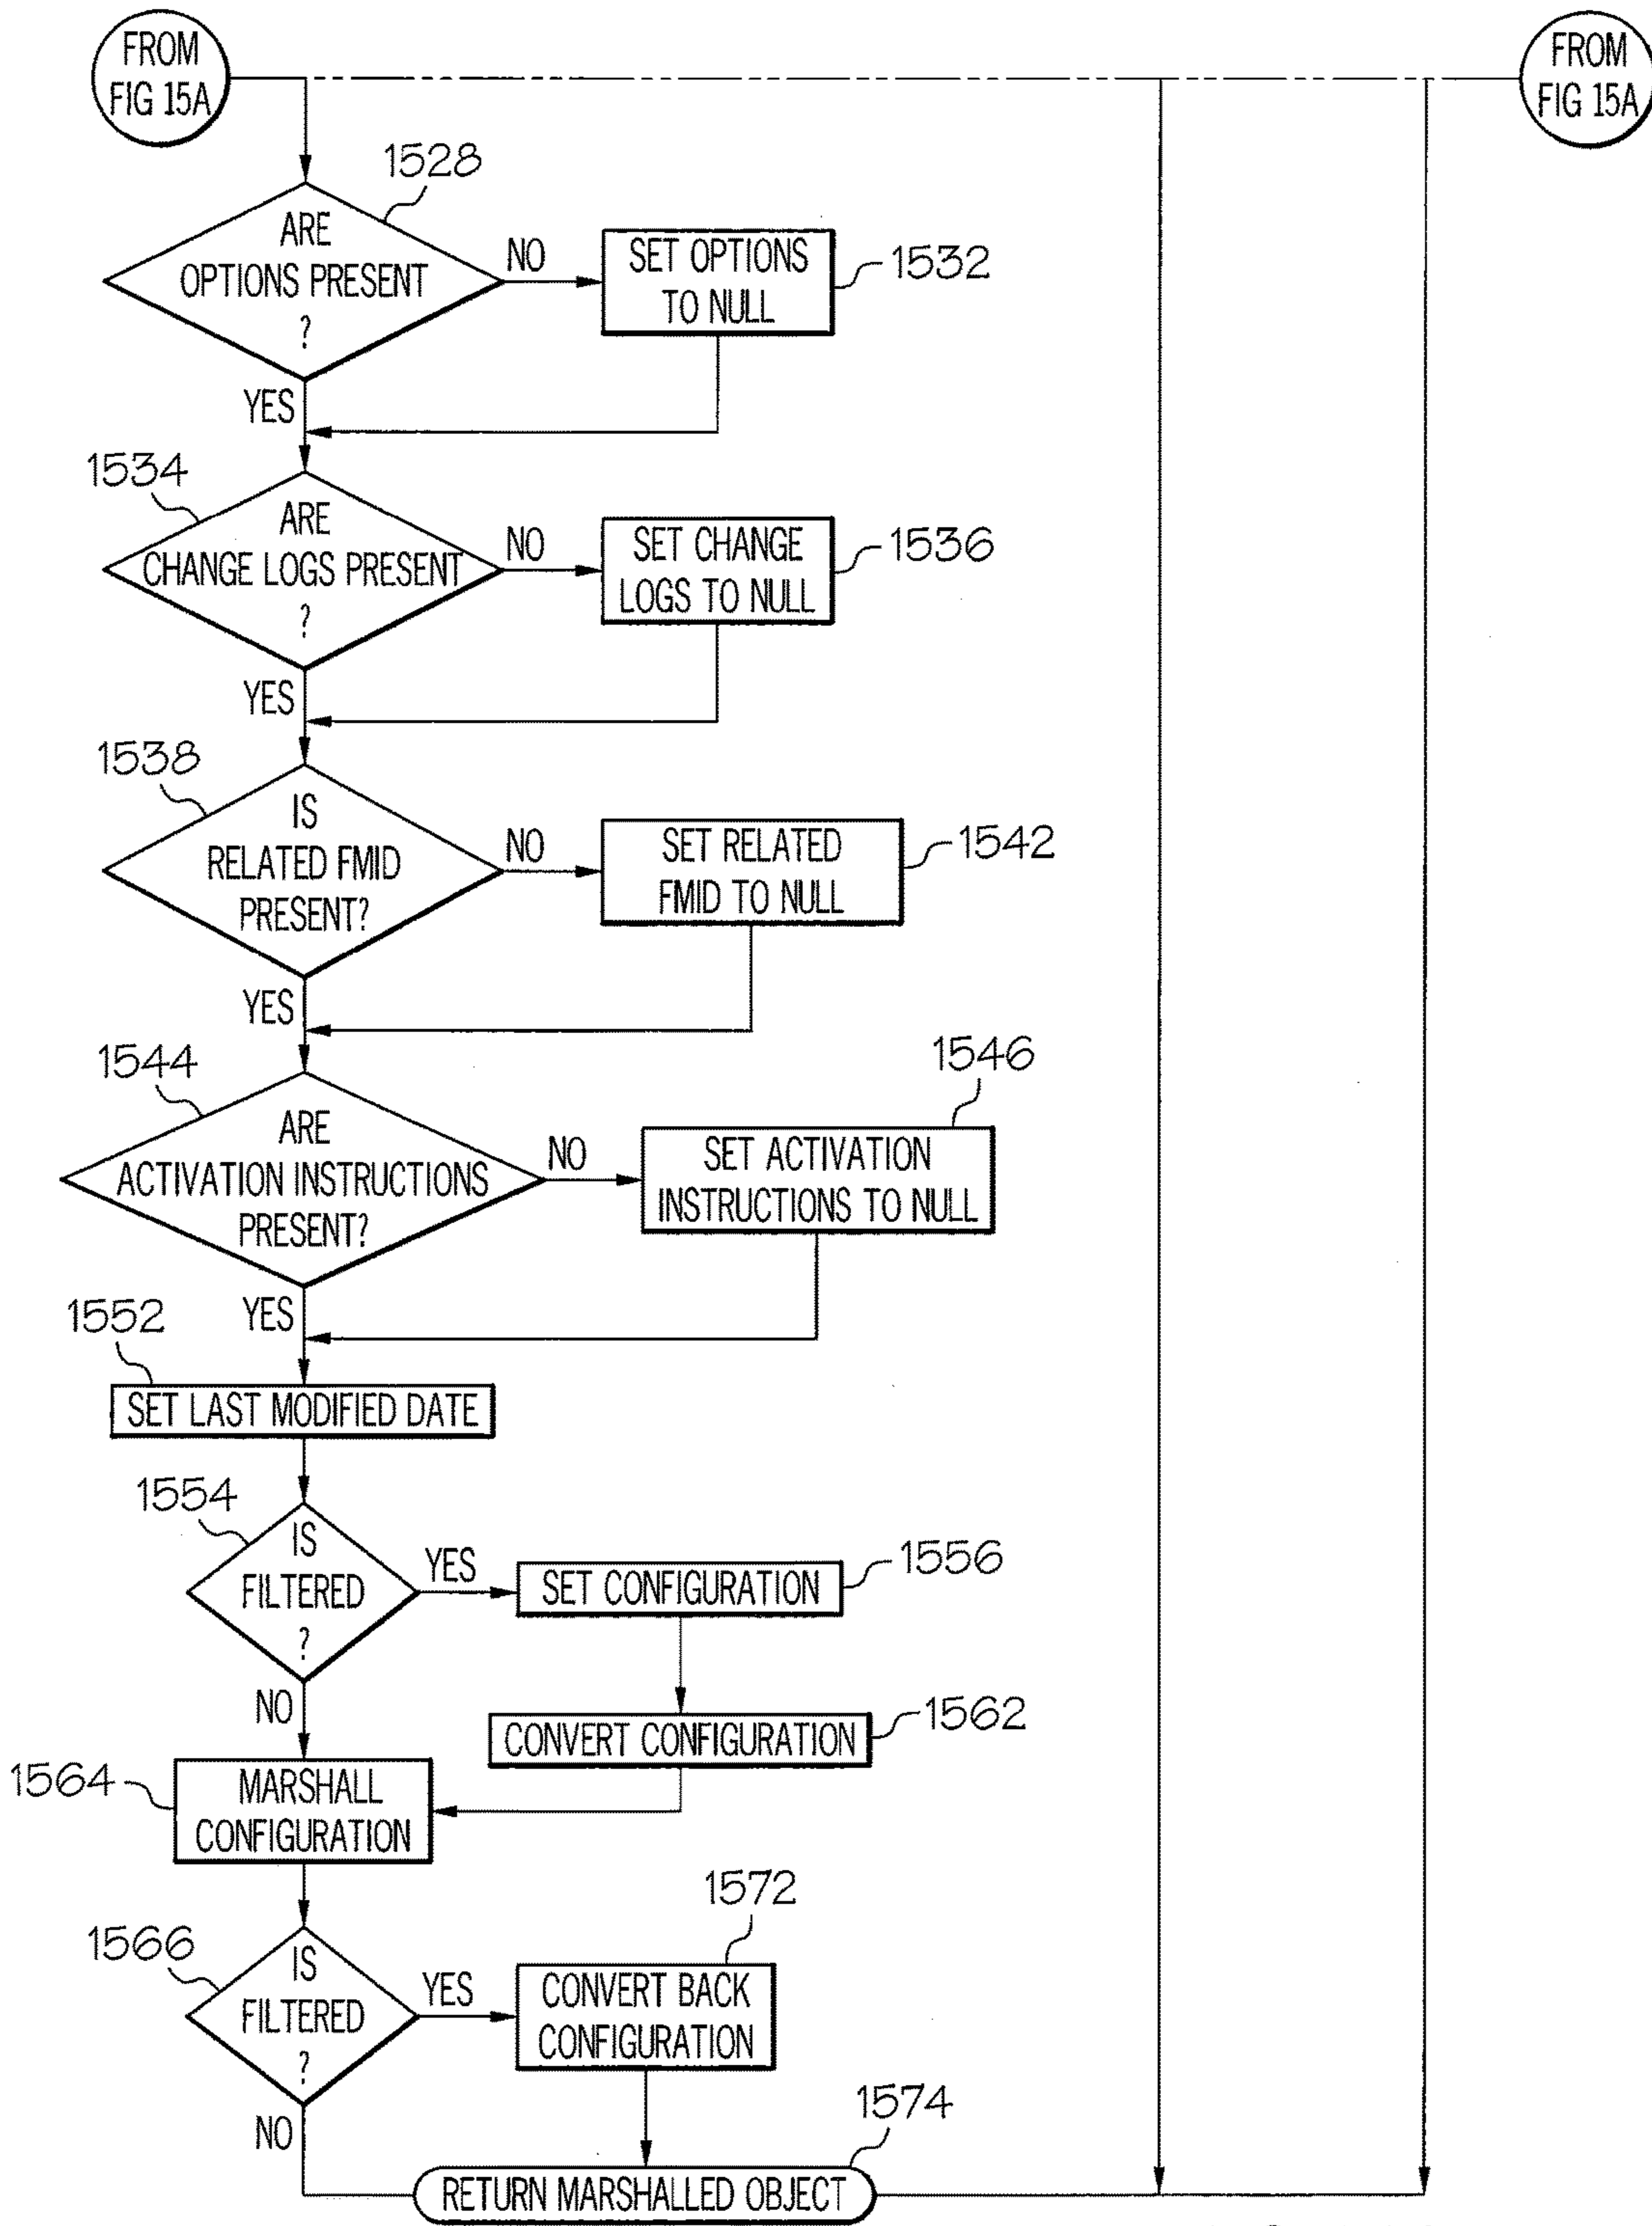 FROM
FIG 15A
FROM
FIG 15A
1528
ARE
OPTIONS PRESENT
?
NO
SET OPTIONS
TO NULL
1532
YES
1534
ARE
CHANGE LOGS PRESENT
?
NO
SET CHANGE
LOGS TO NULL
1536
YES
1538
IS
RELATED FMID
PRESENT?
NO
SET RELATED
FMID TO NULL
1542
YES
1544
ARE
ACTIVATION INSTRUCTIONS
PRESENT?
NO
SET ACTIVATION
INSTRUCTIONS TO NULL
1546
YES
1552
SET LAST MODIFIED DATE
1554
IS
FILTERED
?
YES
SET CONFIGURATION
1556
NO
CONVERT CONFIGURATION
1562
1564
MARSHALL
CONFIGURATION
1566
IS
FILTERED
?
YES
1572
CONVERT BACK
CONFIGURATION
NO
1574
RETURN MARSHALLED OBJECT